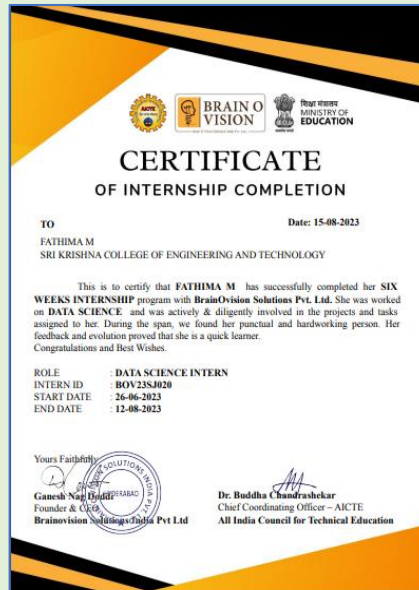 AICTE
BRAIN O
VISION
शिक्षा मंत्रालय
MINISTRY OF
EDUCATION
CERTIFICATE
OF INTERNSHIP COMPLETION
TO
Date: 15-08-2023
FATHIMA M
SRI KRISHNA COLLEGE OF ENGINEERING AND TECHNOLOGY
This is to certify that FATHIMA M has successfully completed her SIX
WEEKS INTERNSHIP program with BrainOvision Solutions Pvt. Ltd. She was worked
on DATA SCIENCE and was actively & diligently involved in the projects and tasks
assigned to her. During the span, we found her punctual and hardworking person. Her
feedback and evolution proved that she is a quick learner.
Congratulations and Best Wishes.
ROLE : DATA SCIENCE INTERN
INTERN ID : BOV23SJ020
START DATE : 26-06-2023
END DATE : 12-08-2023
Yours Faithfully
Ganesh Nag Doddi
Founder & CEO
Brainovision Solutions India Pvt Ltd
HYDERABAD
Dr. Buddha Chandrashekar
Chief Coordinating Officer – AICTE
All India Council for Technical Education